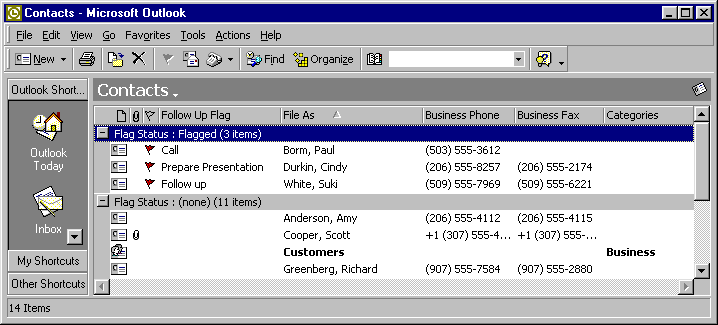 Contacts - Microsoft Outlook
File Edit View Go Favorites Tools Actions Help
New Find Organize
Outlook Short... Contacts
Follow Up Flag File As Business Phone Business Fax Categories
Flag Status : Flagged (3 items)
Call Borm, Paul (503) 555-3612
Outlook Today
Prepare Presentation Durkin, Cindy (206) 555-8257 (206) 555-2174
Follow up White, Suki (509) 555-7969 (509) 555-6221
Flag Status : (none) (11 items)
Anderson, Amy (206) 555-4112 (206) 555-4115
Inbox
Cooper, Scott +1 (307) 555-4... +1 (307) 555-...
Customers Business
My Shortcuts
Greenberg, Richard (907) 555-7584 (907) 555-2880
Other Shortcuts
14 Items